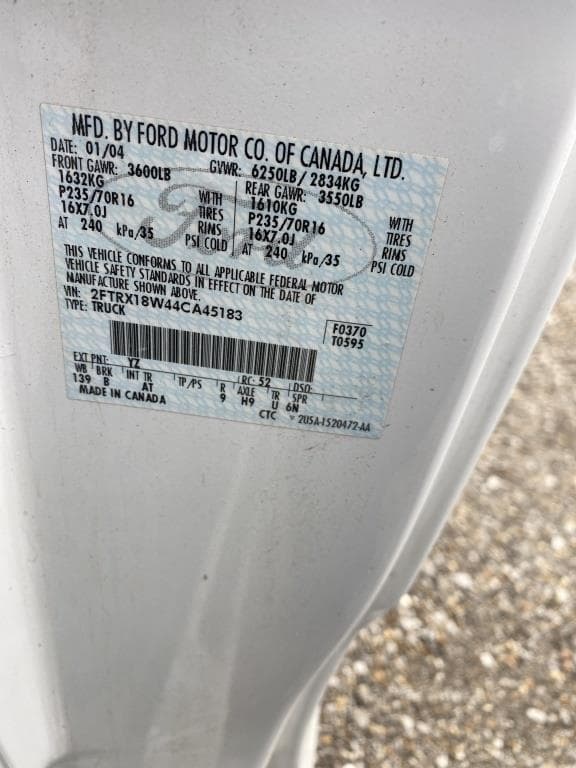 MFD. BY FORD MOTOR CO. OF CANADA, LTD.
DATE: 01/04 GVWR: 6250LB/ 2834KG
FRONT GAWR: 3600LB REAR GAWR: 3550LB
1632KG WITH 1610KG WITH
P235/70R16 TIRES P235/70R16 TIRES
16X7.0J RINS 16X7.0J RINS
AT 240 kPa/35 PSI COLD AT 240 kPa/35 PSI COLD
THIS VEHICLE CONFORMS TO ALL APPLICABLE FEDERAL MOTOR
VEHICLE SAFETY STANDARDS IN EFFECT ON THE DATE OF
MANUFACTURE SHOWN ABOVE.
VIN: 2FTRX18W44CA45183
TYPE: TRUCK
F0370
T0595
EXT PNT: YZ RC: 52 DSO:
WB BRK INT TR TP/PS R AXLE TR SPR
139 B AT 9 H9 U 6N
MADE IN CANADA CTC 2U5A-1520472-AA
Ford